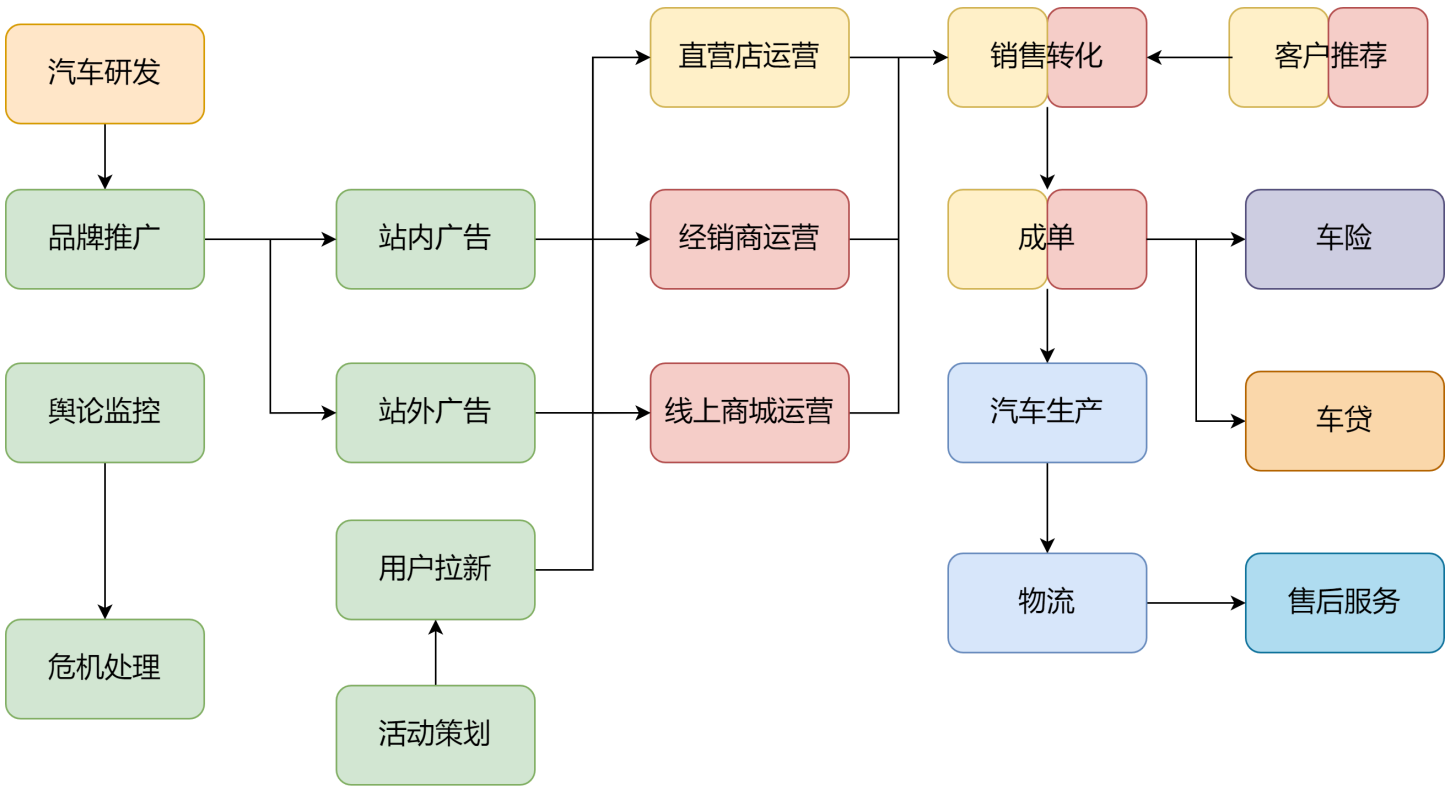 汽车研发
直营店运营
销售转化
客户推荐
品牌推广
站内广告
经销商运营
成单
车险
舆论监控
站外广告
线上商城运营
汽车生产
车贷
用户拉新
物流
售后服务
危机处理
活动策划